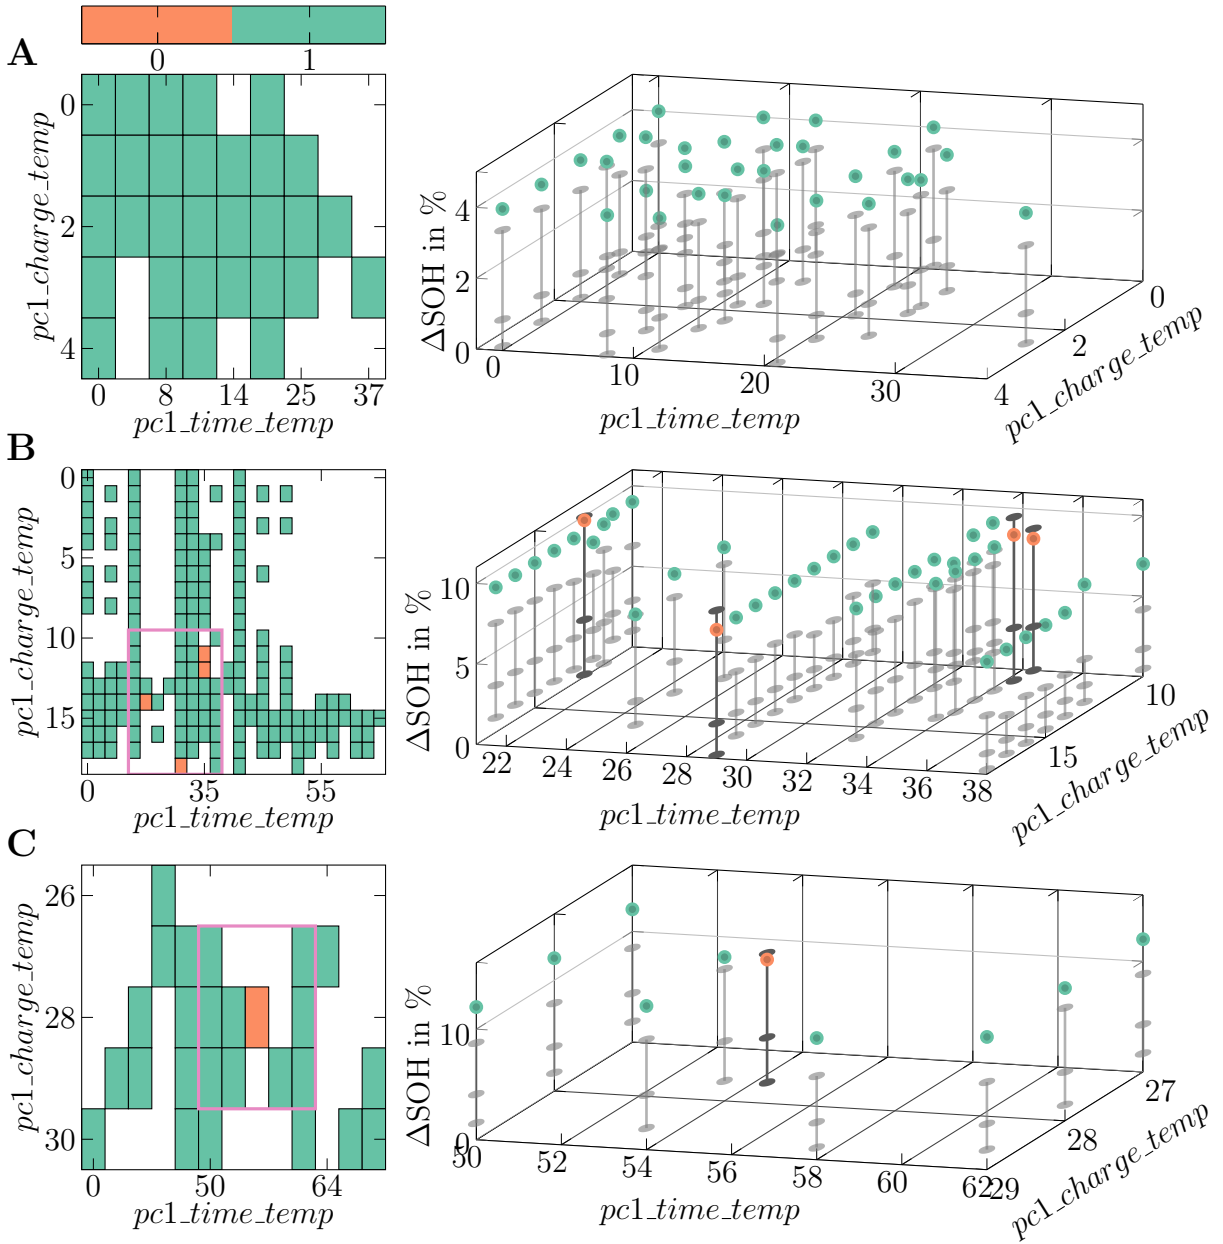 A
0 1
pc1_charge_temp
0
2
4
0 8 14 25 37
pc1_time_temp
ΔSOH in %
4
2
0
0 10 20 30
4 2 0
pc1_time_temp
pc1_charge_temp
B
pc1_charge_temp
0
5
10
15
0 35 55
pc1_time_temp
ΔSOH in %
10
5
0
22 24 26 28 30 32 34 36 38
15 10
pc1_time_temp
pc1_charge_temp
C
pc1_charge_temp
26
28
30
0 50 64
pc1_time_temp
ΔSOH in %
10
0
50 52 54 56 58 60 62
29 28 27
pc1_time_temp
pc1_charge_temp